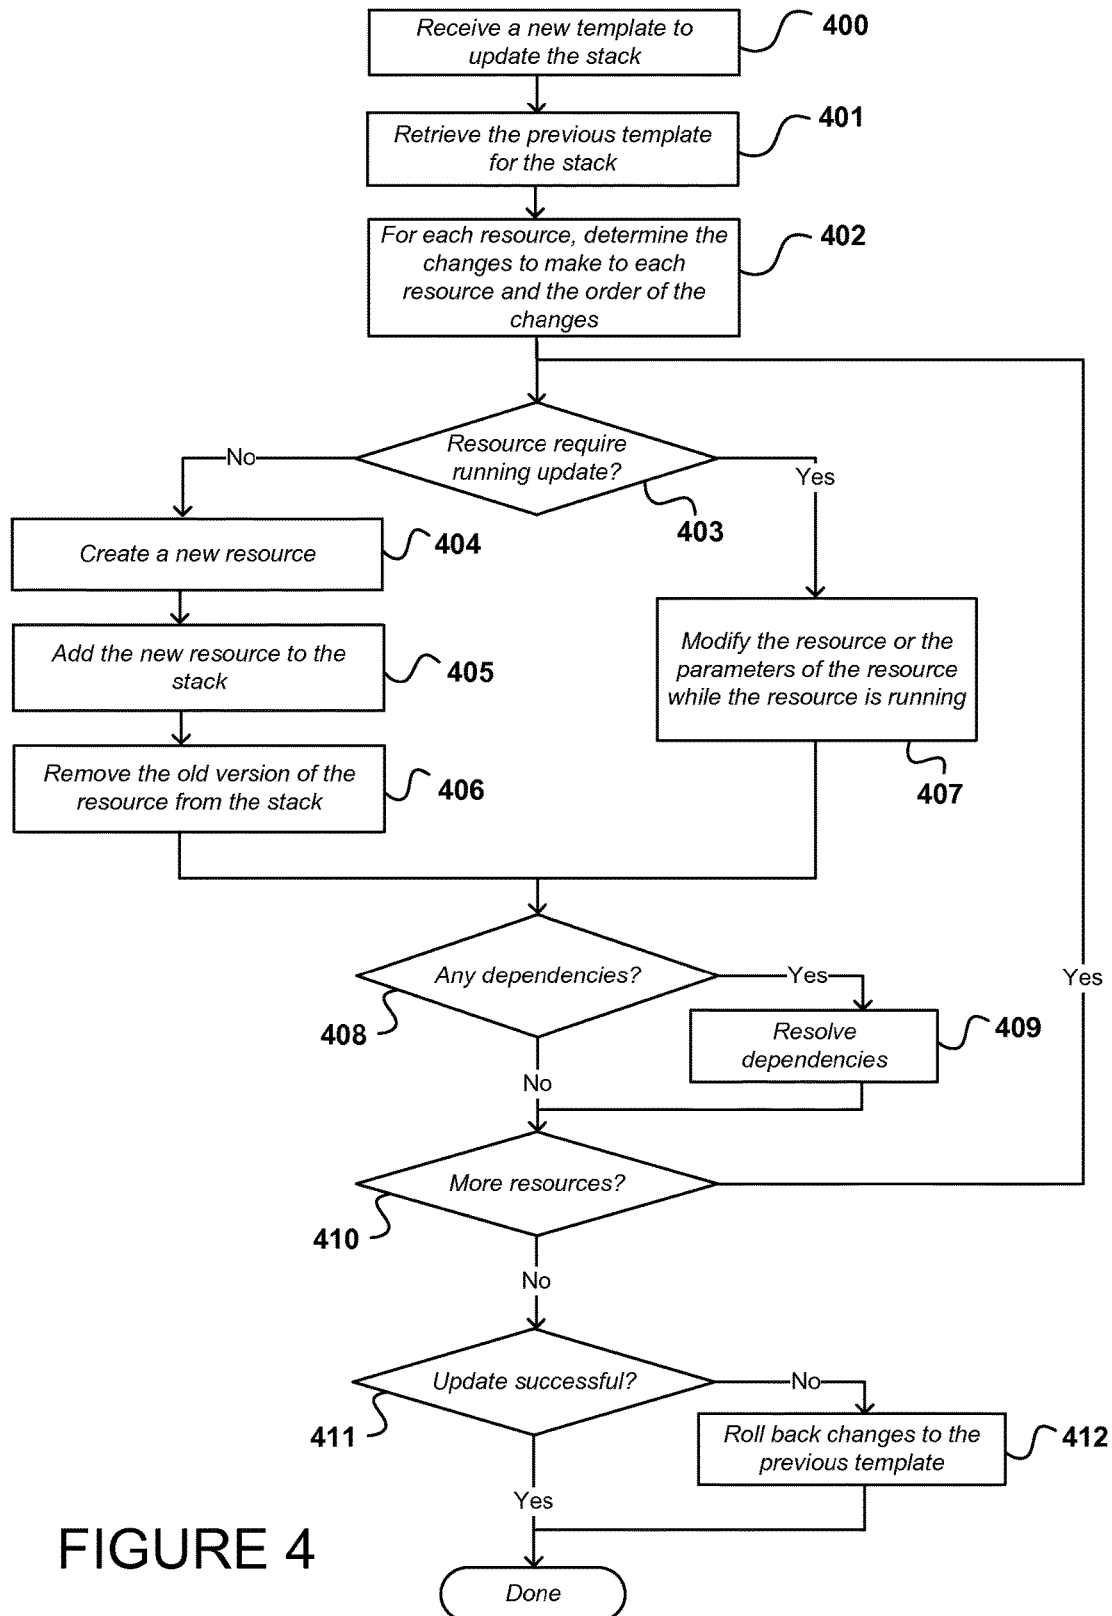 Receive a new template to
update the stack
400
Retrieve the previous template
for the stack
401
For each resource, determine the
changes to make to each
resource and the order of the
changes
402
Resource require
running update?
403
No
Yes
Create a new resource
404
Add the new resource to the
stack
405
Remove the old version of the
resource from the stack
406
Modify the resource or the
parameters of the resource
while the resource is running
407
Any dependencies?
408
Yes
Resolve
dependencies
409
No
More resources?
410
Yes
No
Update successful?
411
No
Roll back changes to the
previous template
412
Yes
Done
FIGURE 4